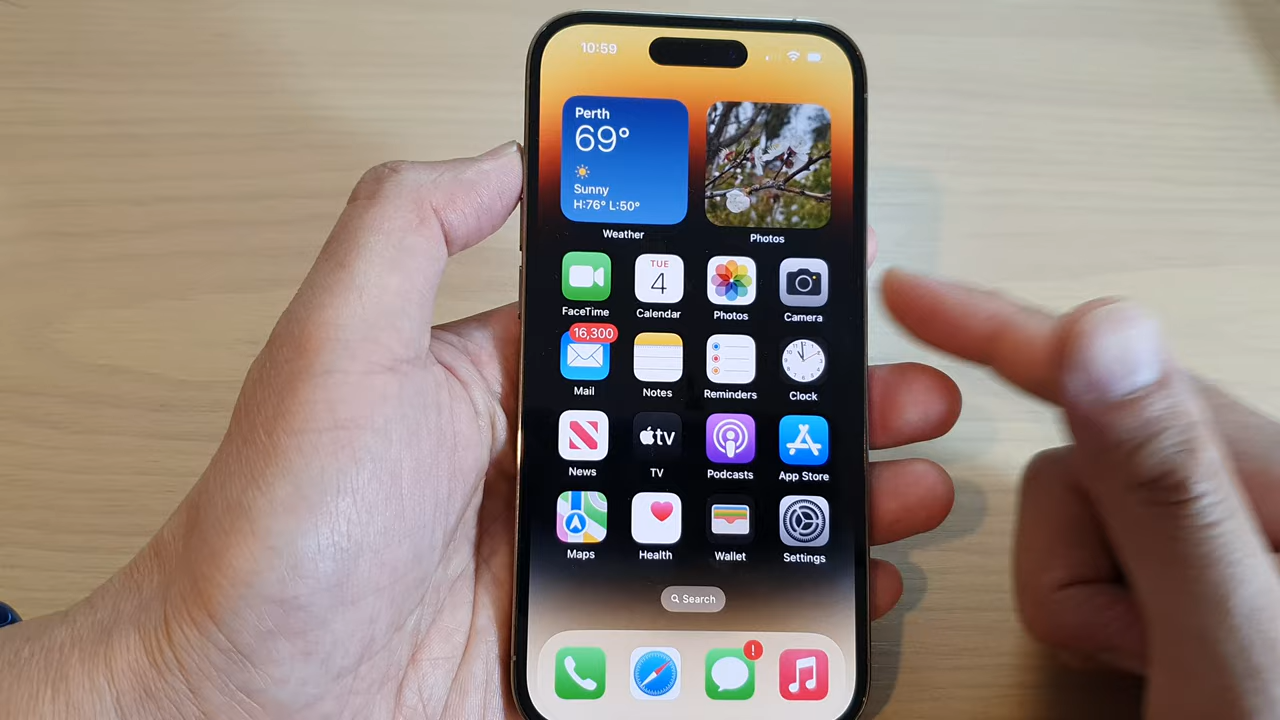 10:59
Perth
69°
Sunny
H:76° L:50°
Weather
Photos
TUE
4
FaceTime
Calendar
Photos
Camera
16,300
Mail
Notes
Reminders
Clock
tv
News
TV
Podcasts
App Store
Maps
Health
Wallet
Settings
Search
!